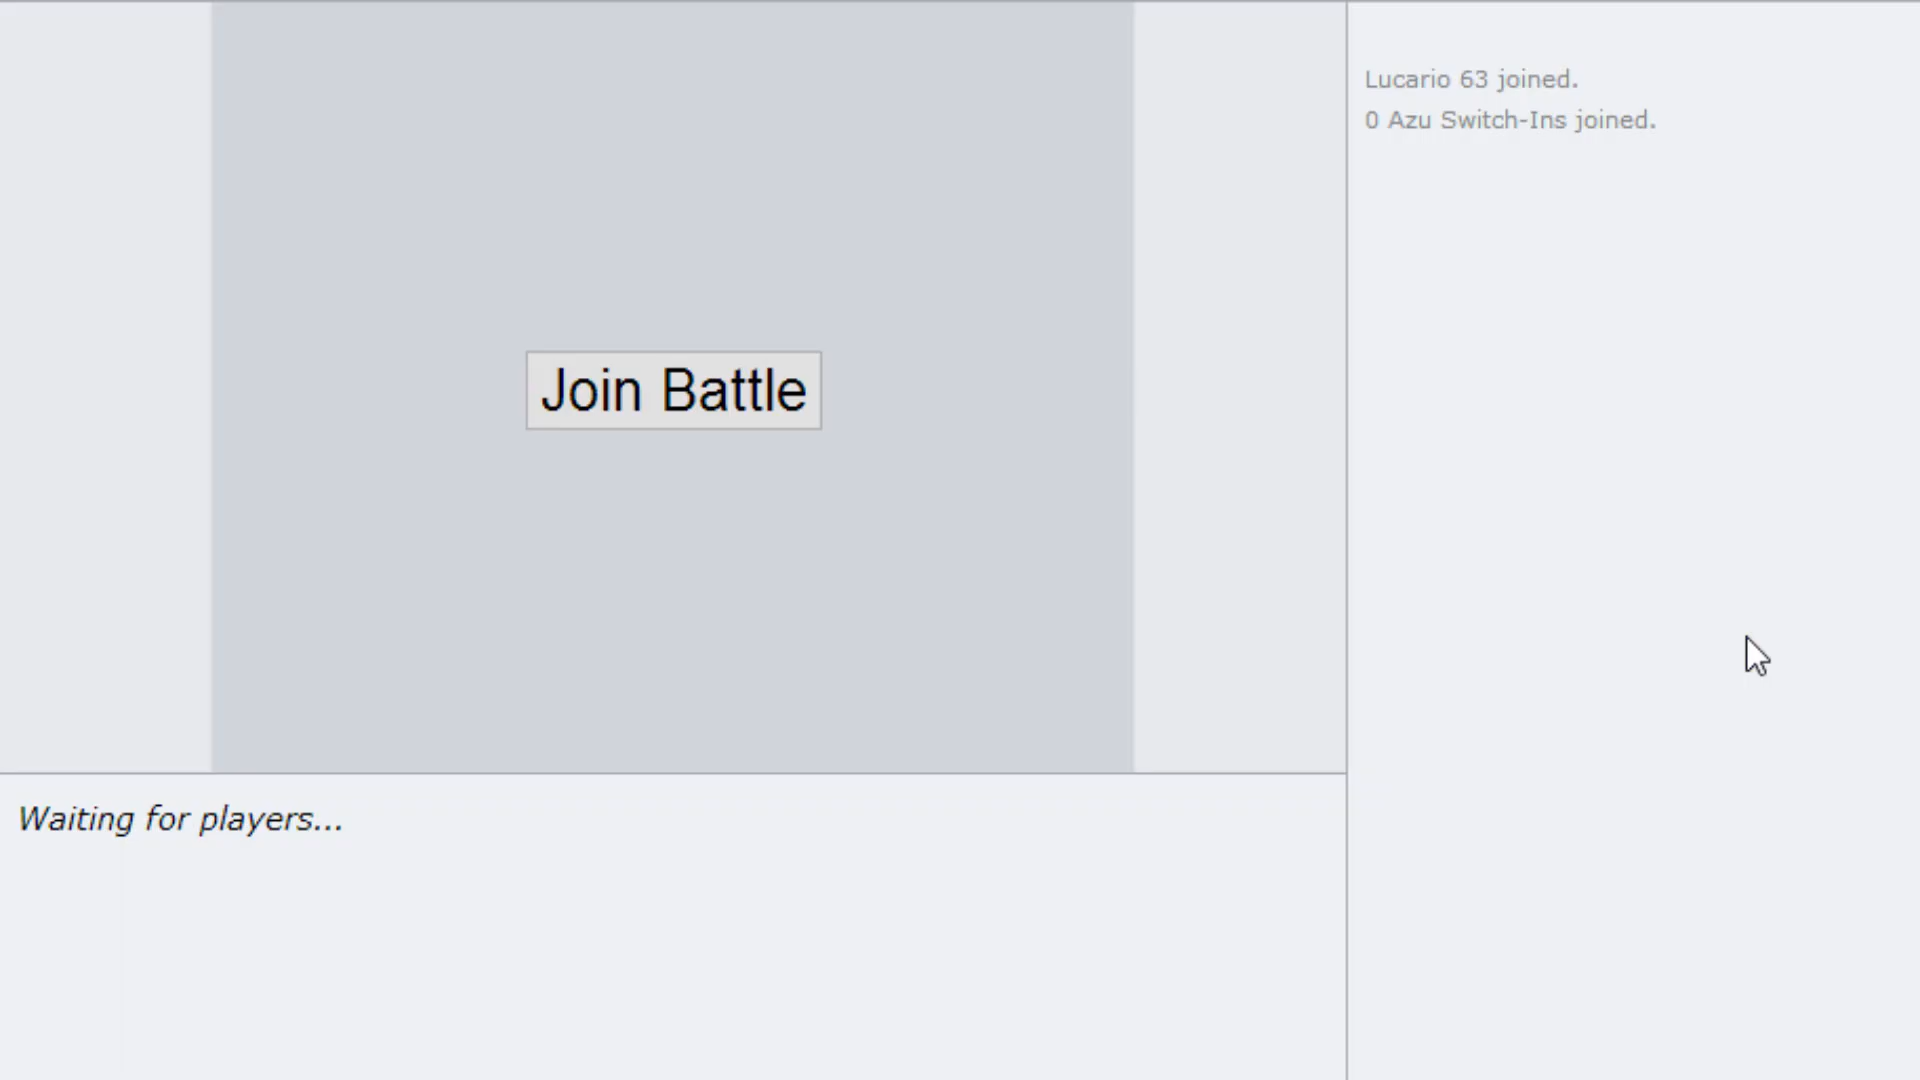 Lucario 63 joined.
0 Azu Switch-Ins joined.
Join Battle
Waiting for players...